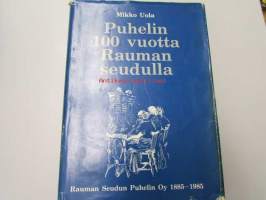 Mikko Uola
Puhelin
100 vuotta
Rauman
seudulla
Rauman Seudun Puhelin Oy 1885–1985